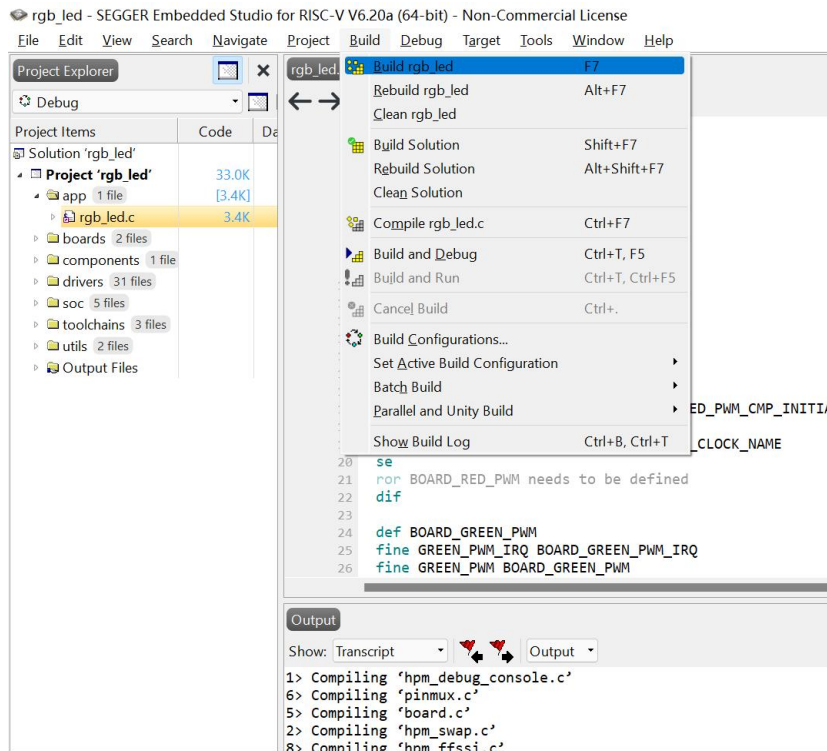 rgb_led - SEGGER Embedded Studio for RISC-V V6.20a (64-bit) - Non-Commercial License
File Edit View Search Navigate Project Build Debug Target Tools Window Help
Project Explorer
Debug
Project Items Code Da
Solution ‘rgb_led’
Project ‘rgb_led’ 33.0K
app 1 file [3.4K]
rgb_led.c 3.4K
boards 2 files
components 1 file
drivers 31 files
soc 5 files
toolchains 3 files
utils 2 files
Output Files
rgb_led.
Build rgb_led F7
Rebuild rgb_led Alt+F7
Clean rgb_led
Build Solution Shift+F7
Rebuild Solution Alt+Shift+F7
Clean Solution
Compile rgb_led.c Ctrl+F7
Build and Debug Ctrl+T, F5
Build and Run Ctrl+T, Ctrl+F5
Cancel Build Ctrl+.
Build Configurations...
Set Active Build Configuration
Batch Build
Parallel and Unity Build
Show Build Log Ctrl+B, Ctrl+T
ED_PWM_CMP_INITIA
_CLOCK_NAME
20 se
21 ror BOARD_RED_PWM needs to be defined
22 dif
23
24 def BOARD_GREEN_PWM
25 fine GREEN_PWM_IRQ BOARD_GREEN_PWM_IRQ
26 fine GREEN_PWM BOARD_GREEN_PWM
Output
Show: Transcript Output
1> Compiling ‘hpm_debug_console.c’
6> Compiling ‘pinmux.c’
5> Compiling ‘board.c’
2> Compiling ‘hpm_swap.c’
8> Compiling ‘hpm_ffssi.c’